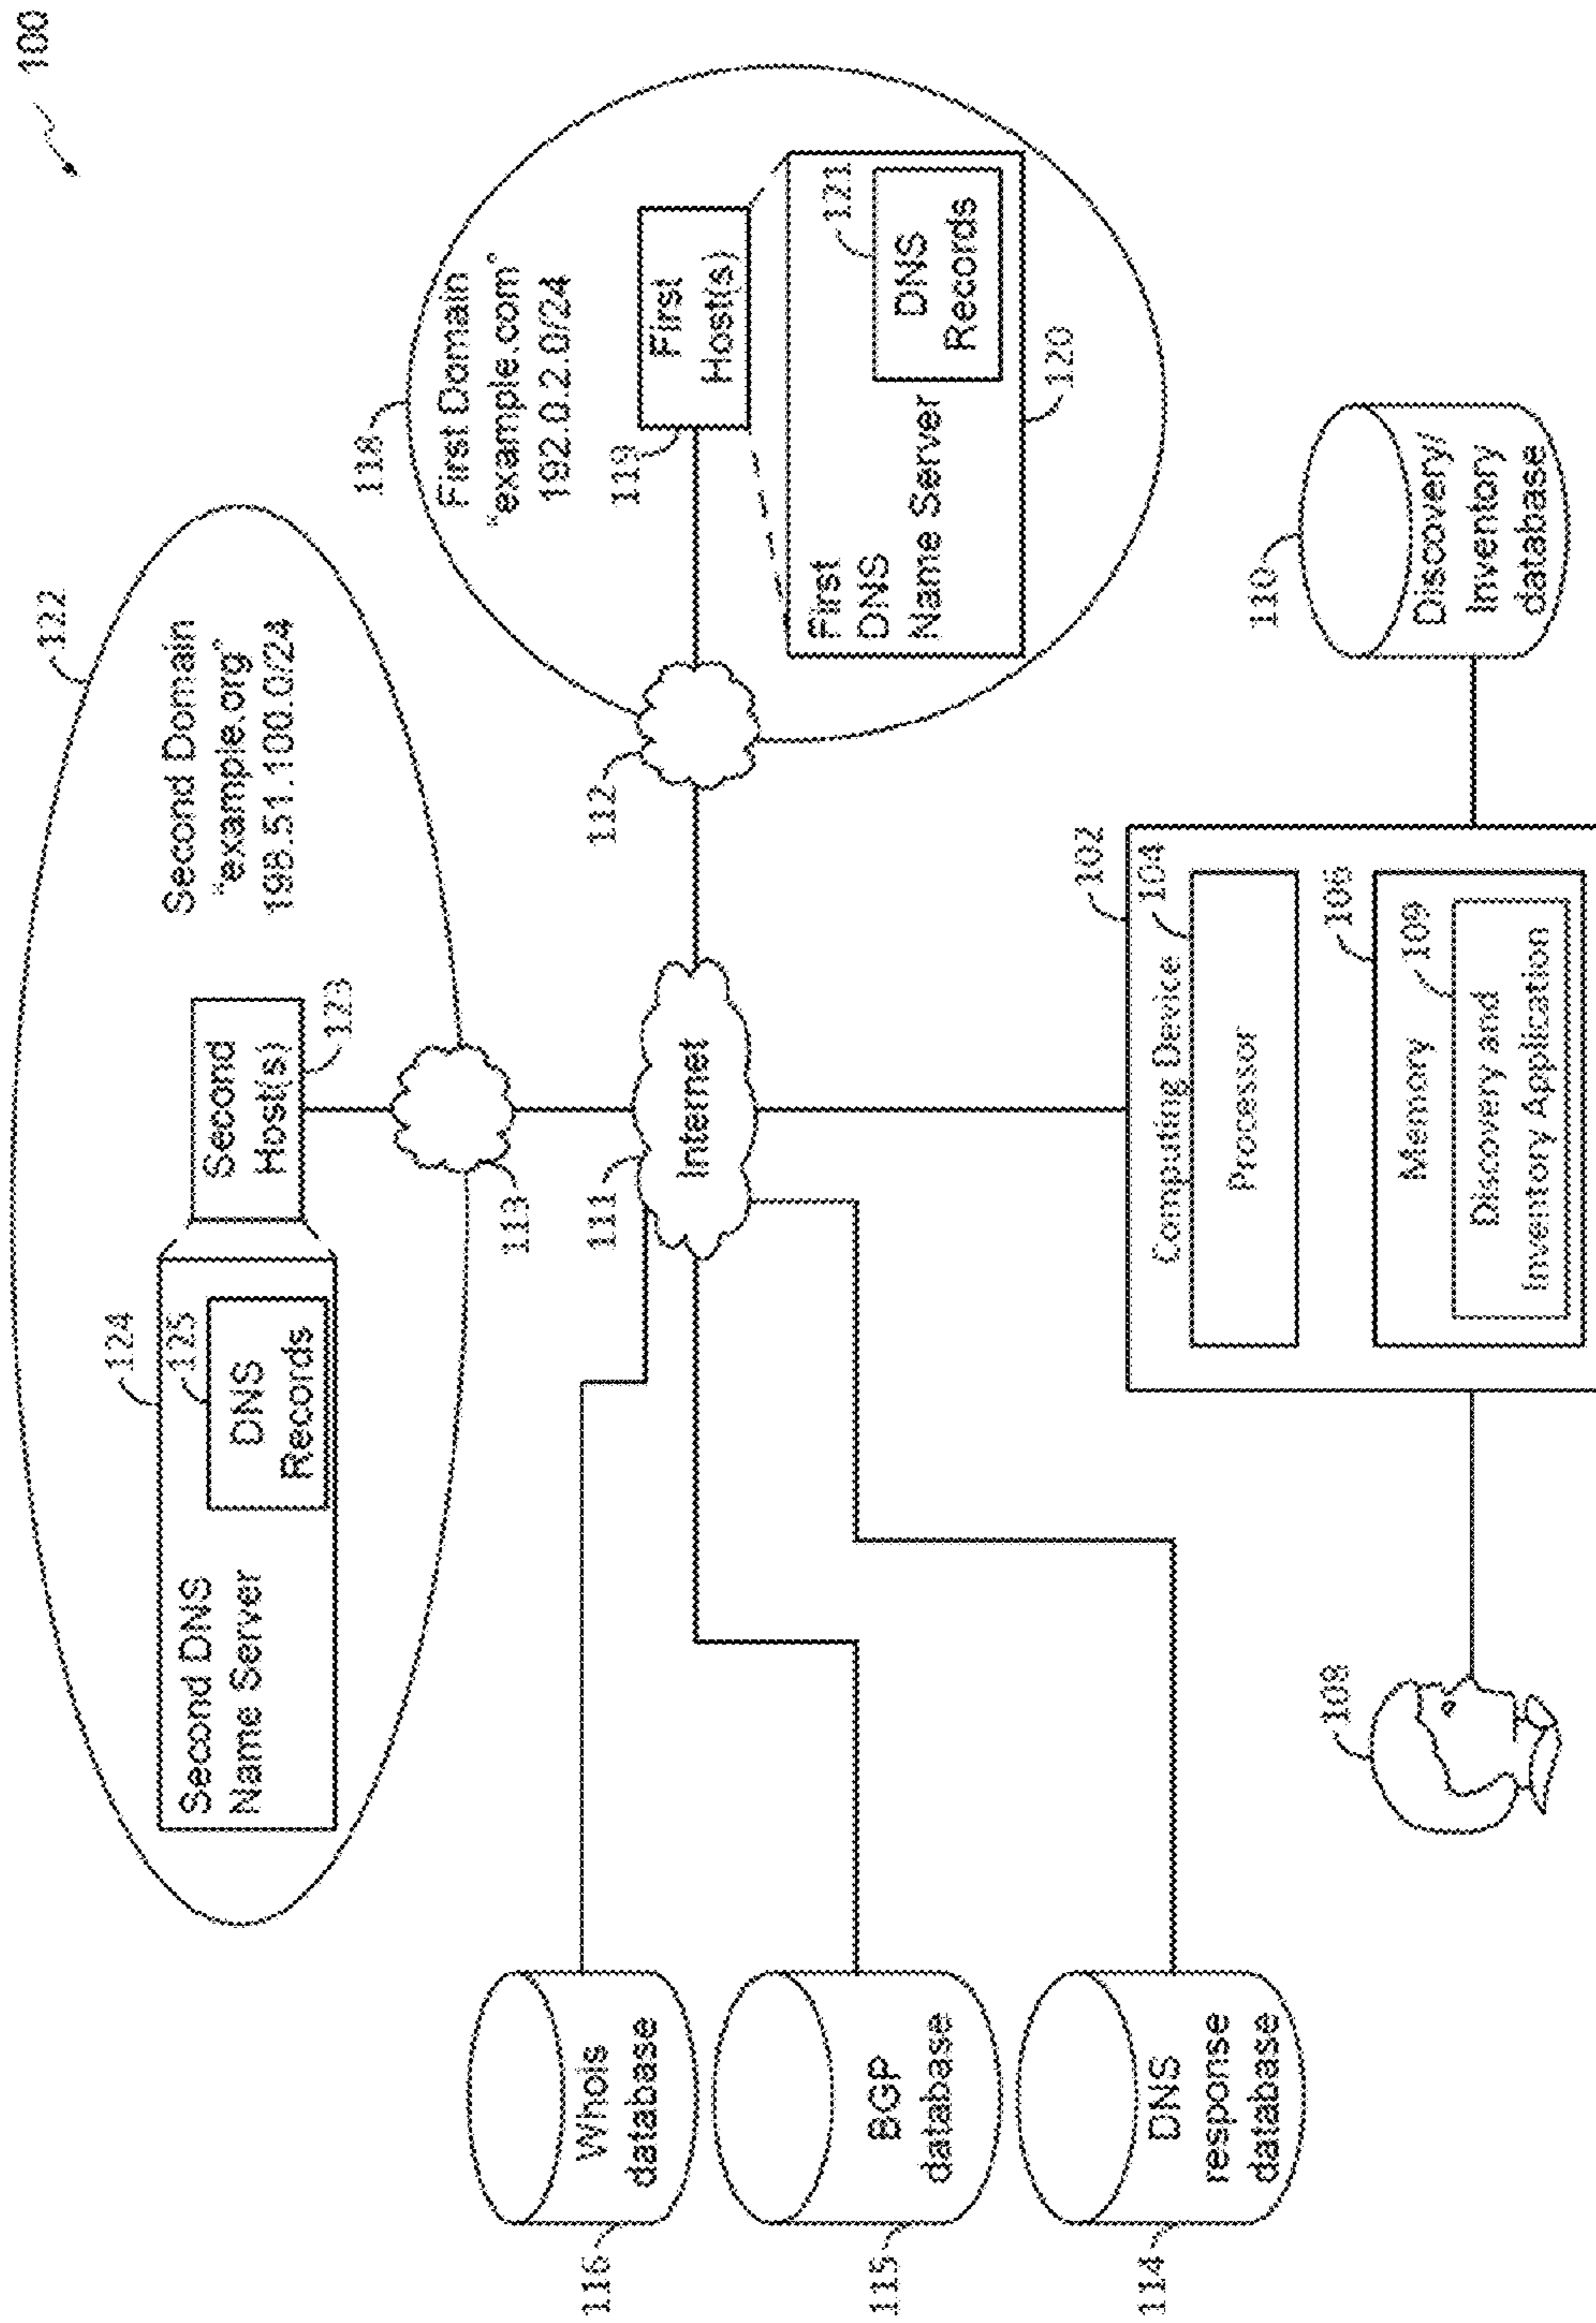 100
122
Second Domain
"example.org"
198.51.100.0/24
124
125
Second DNS
Name Server
DNS
Records
Second
Host(s)
123
113
118
First Domain
"example.com"
192.0.2.0/24
119
First
Host(s)
121
First
DNS
Name Server
DNS
Records
120
112
111
Internet
116
Whois
database
115
BGP
database
114
DNS
response
database
102
Computing Device
104
Processor
106
Memory
109
Discovery and
Inventory Application
108
110
Discovery/
Inventory
database